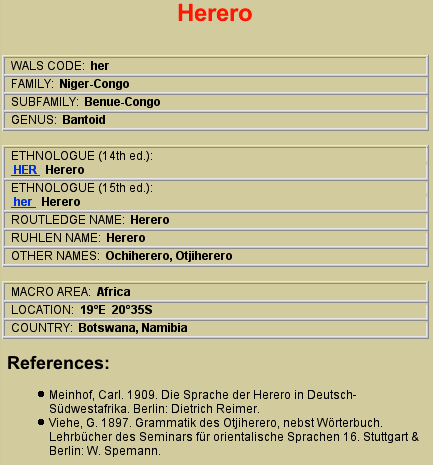 Herero
WALS CODE: her
FAMILY: Niger-Congo
SUBFAMILY: Benue-Congo
GENUS: Bantoid
ETHNOLOGUE (14th ed.):
HER Herero
ETHNOLOGUE (15th ed.):
her Herero
ROUTLEDGE NAME: Herero
RUHLEN NAME: Herero
OTHER NAMES: Ochiherero, Otjiherero
MACRO AREA: Africa
LOCATION: 19°E 20°35S
COUNTRY: Botswana, Namibia
References:
Meinhof, Carl. 1909. Die Sprache der Herero in Deutsch-
Südwestafrika. Berlin: Dietrich Reimer.
Viehe, G. 1897. Grammatik des Otjiherero, nebst Wörterbuch.
Lehrbücher des Seminars für orientalische Sprachen 16. Stuttgart &
Berlin: W. Spemann.